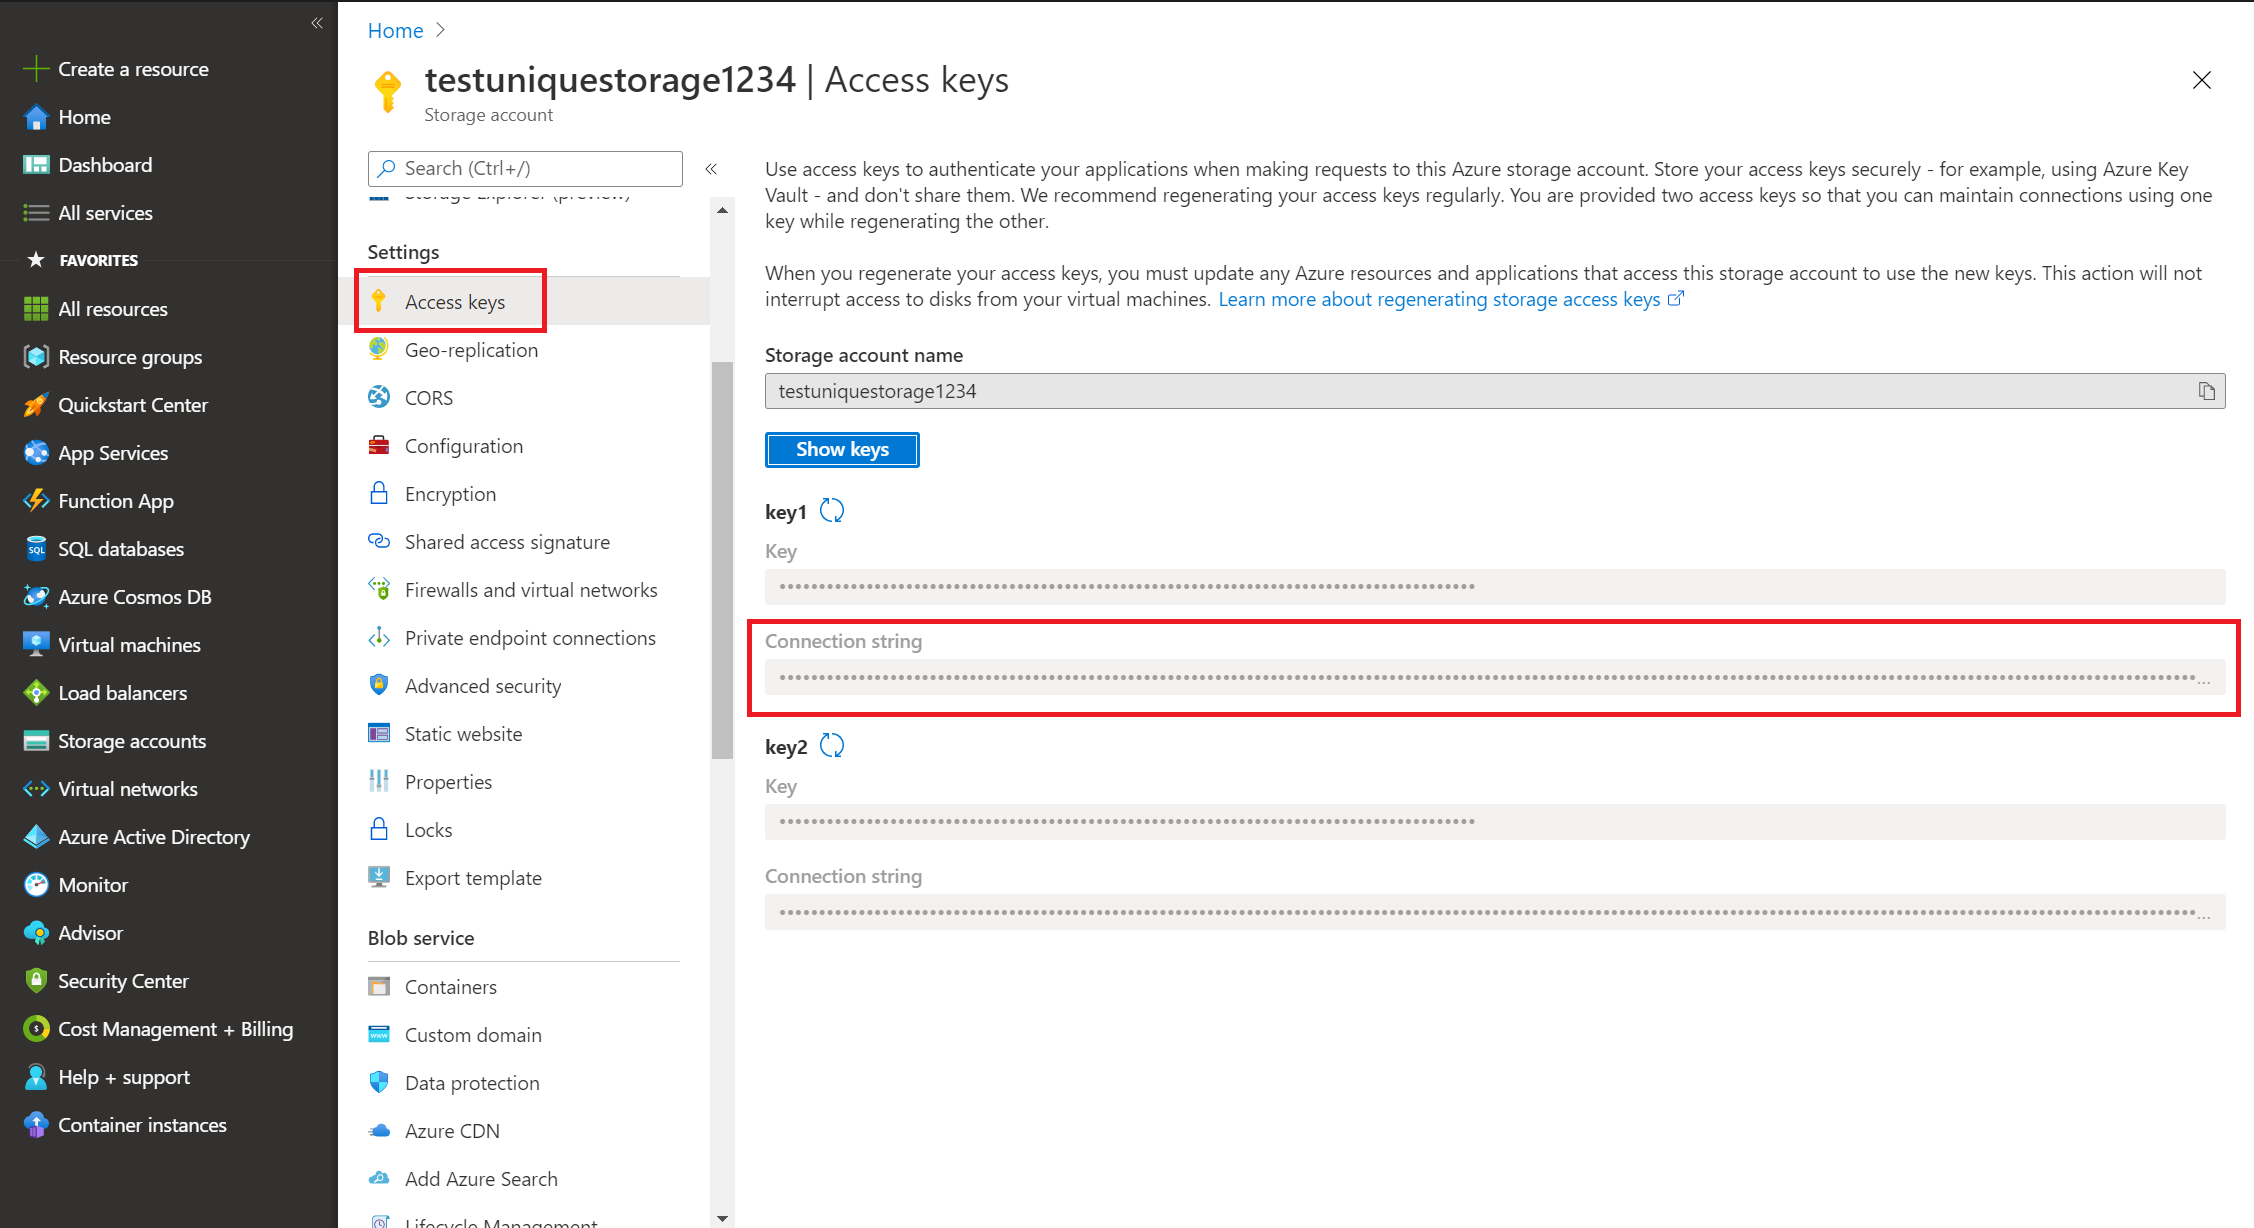 Create a resource
Home
Dashboard
All services
FAVORITES
All resources
Resource groups
Quickstart Center
App Services
Function App
SQL databases
Azure Cosmos DB
Virtual machines
Load balancers
Storage accounts
Virtual networks
Azure Active Directory
Monitor
Advisor
Security Center
Cost Management + Billing
Help + support
Container instances
Home
testuniquestorage1234 | Access keys
Storage account
Search (Ctrl+/)
Storage Explorer (preview)
Settings
Access keys
Geo-replication
CORS
Configuration
Encryption
Shared access signature
Firewalls and virtual networks
Private endpoint connections
Advanced security
Static website
Properties
Locks
Export template
Blob service
Containers
Custom domain
Data protection
Azure CDN
Add Azure Search
Lifecycle Management
Use access keys to authenticate your applications when making requests to this Azure storage account. Store your access keys securely - for example, using Azure Key
Vault - and don't share them. We recommend regenerating your access keys regularly. You are provided two access keys so that you can maintain connections using one
key while regenerating the other.
When you regenerate your access keys, you must update any Azure resources and applications that access this storage account to use the new keys. This action will not
interrupt access to disks from your virtual machines. Learn more about regenerating storage access keys
Storage account name
testuniquestorage1234
Show keys
key1
Key
Connection string
key2
Key
Connection string